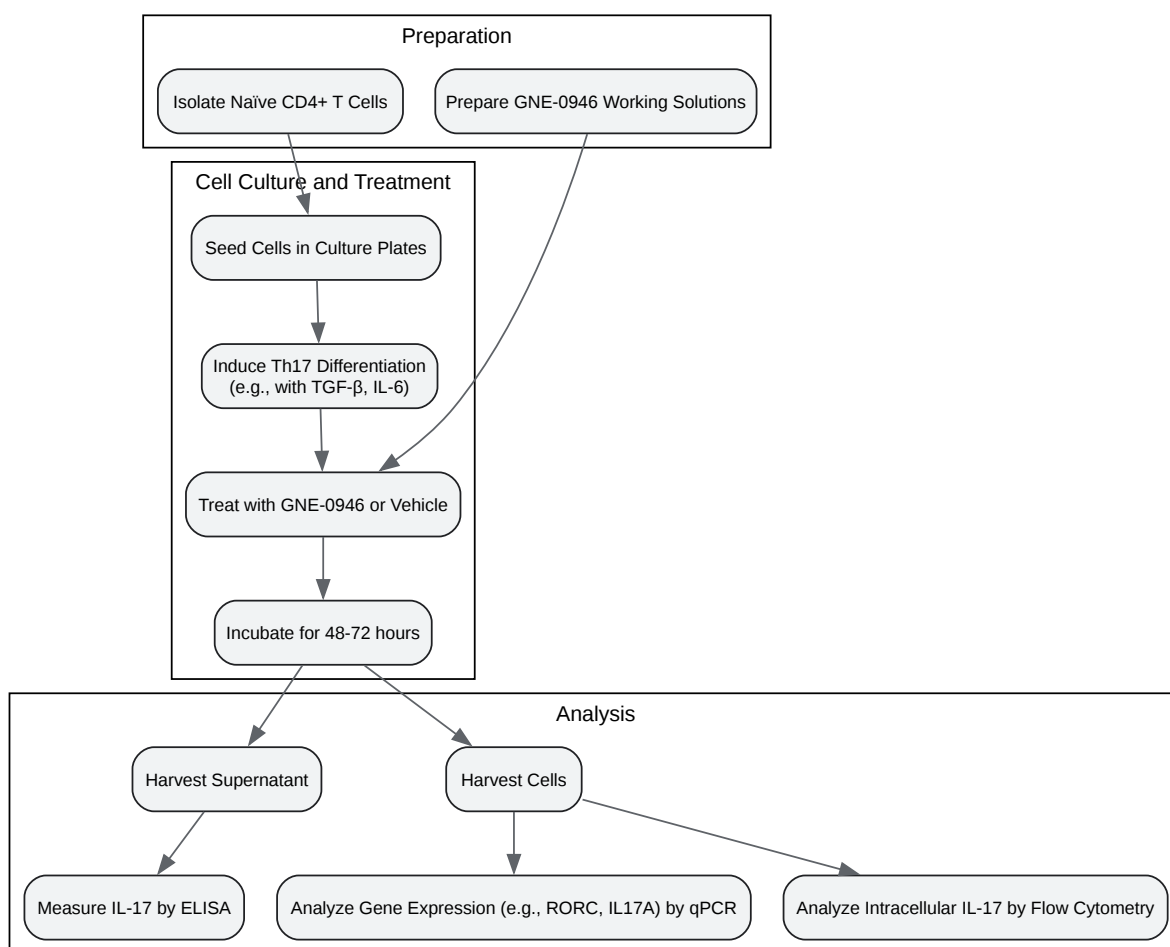 Preparation
Isolate Naïve CD4+ T Cells
Prepare GNE-0946 Working Solutions
Cell Culture and Treatment
Seed Cells in Culture Plates
Induce Th17 Differentiation
(e.g., with TGF-β, IL-6)
Treat with GNE-0946 or Vehicle
Incubate for 48-72 hours
Analysis
Harvest Supernatant
Harvest Cells
Measure IL-17 by ELISA
Analyze Gene Expression (e.g., RORC, IL17A) by qPCR
Analyze Intracellular IL-17 by Flow Cytometry